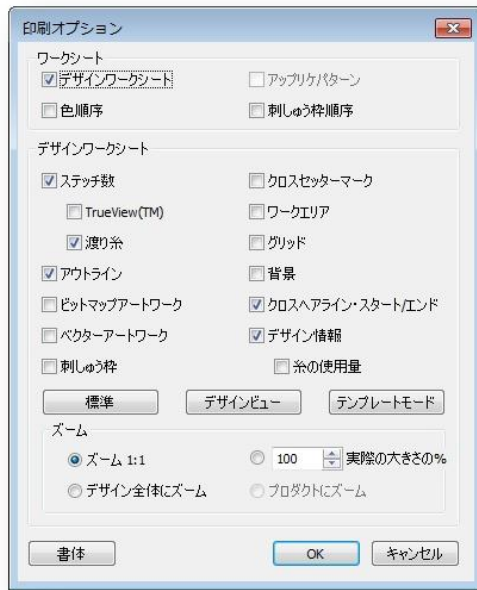 印刷オプション
ワークシート
デザインワークシート
アップリケパターン
色順序
刺しゅう枠順序
デザインワークシート
ステッチ数
クロスセッターマーク
TrueView(TM)
ワークエリア
渡り糸
グリッド
アウトライン
背景
ビットマップアートワーク
クロスヘアライン・スタート/エンド
ベクターアートワーク
デザイン情報
刺しゅう枠
糸の使用量
標準
デザインビュー
テンプレートモード
ズーム
ズーム 1:1
100 実際の大きさの%
デザイン全体にズーム
プロダクトにズーム
書体
OK
キャンセル